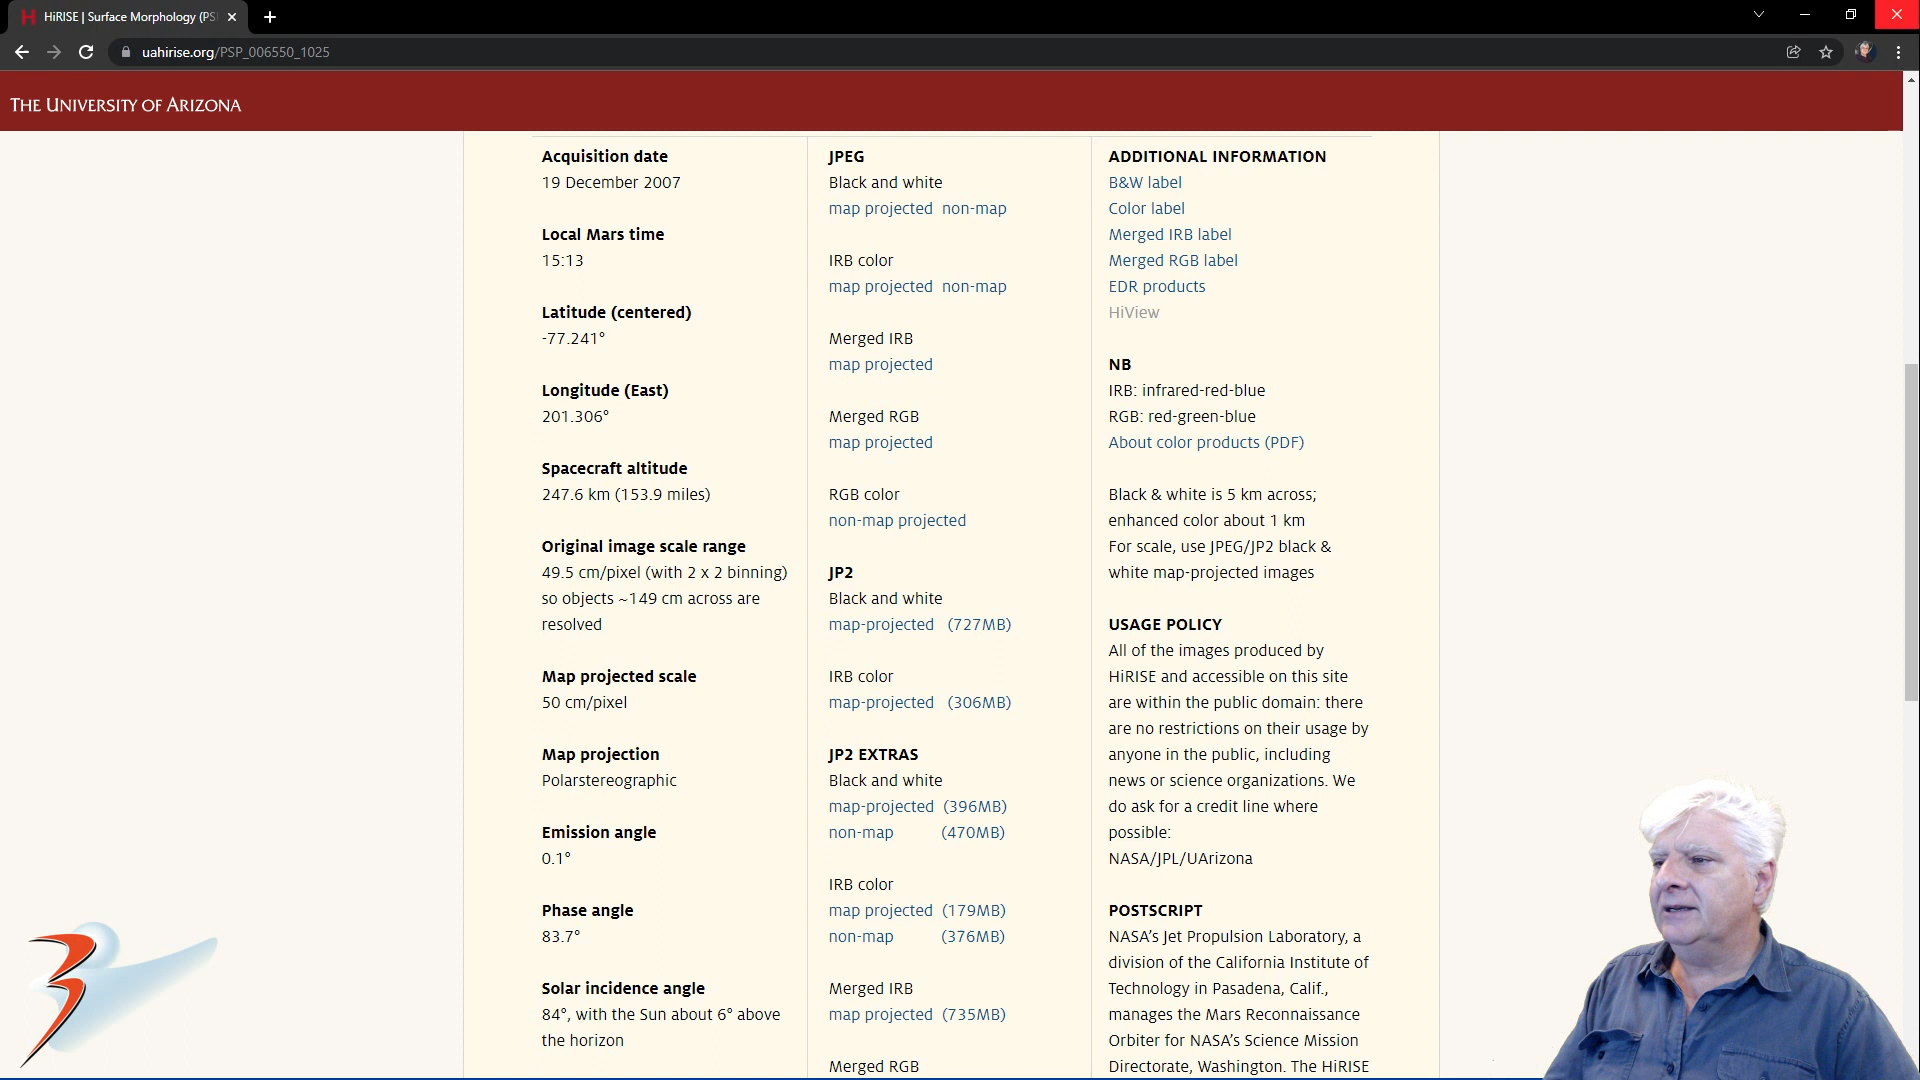 HiRISE | Surface Morphology (PS
uahirise.org/PSP_006550_1025
THE UNIVERSITY OF ARIZONA
Acquisition date
19 December 2007
Local Mars time
15:13
Latitude (centered)
-77.241°
Longitude (East)
201.306°
Spacecraft altitude
247.6 km (153.9 miles)
Original image scale range
49.5 cm/pixel (with 2 x 2 binning)
so objects ~149 cm across are
resolved
Map projected scale
50 cm/pixel
Map projection
Polarstereographic
Emission angle
0.1°
Phase angle
83.7°
Solar incidence angle
84°, with the Sun about 6° above
the horizon
JPEG
Black and white
map projected non-map
IRB color
map projected non-map
Merged IRB
map projected
Merged RGB
map projected
RGB color
non-map projected
JP2
Black and white
map-projected (727MB)
IRB color
map-projected (306MB)
JP2 EXTRAS
Black and white
map-projected (396MB)
non-map (470MB)
IRB color
map projected (179MB)
non-map (376MB)
Merged IRB
map projected (735MB)
Merged RGB
ADDITIONAL INFORMATION
B&W label
Color label
Merged IRB label
Merged RGB label
EDR products
HiView
NB
IRB: infrared-red-blue
RGB: red-green-blue
About color products (PDF)
Black & white is 5 km across;
enhanced color about 1 km
For scale, use JPEG/JP2 black &
white map-projected images
USAGE POLICY
All of the images produced by
HiRISE and accessible on this site
are within the public domain: there
are no restrictions on their usage by
anyone in the public, including
news or science organizations. We
do ask for a credit line where
possible:
NASA/JPL/UArizona
POSTSCRIPT
NASA's Jet Propulsion Laboratory, a
division of the California Institute of
Technology in Pasadena, Calif.,
manages the Mars Reconnaissance
Orbiter for NASA's Science Mission
Directorate, Washington. The HiRISE